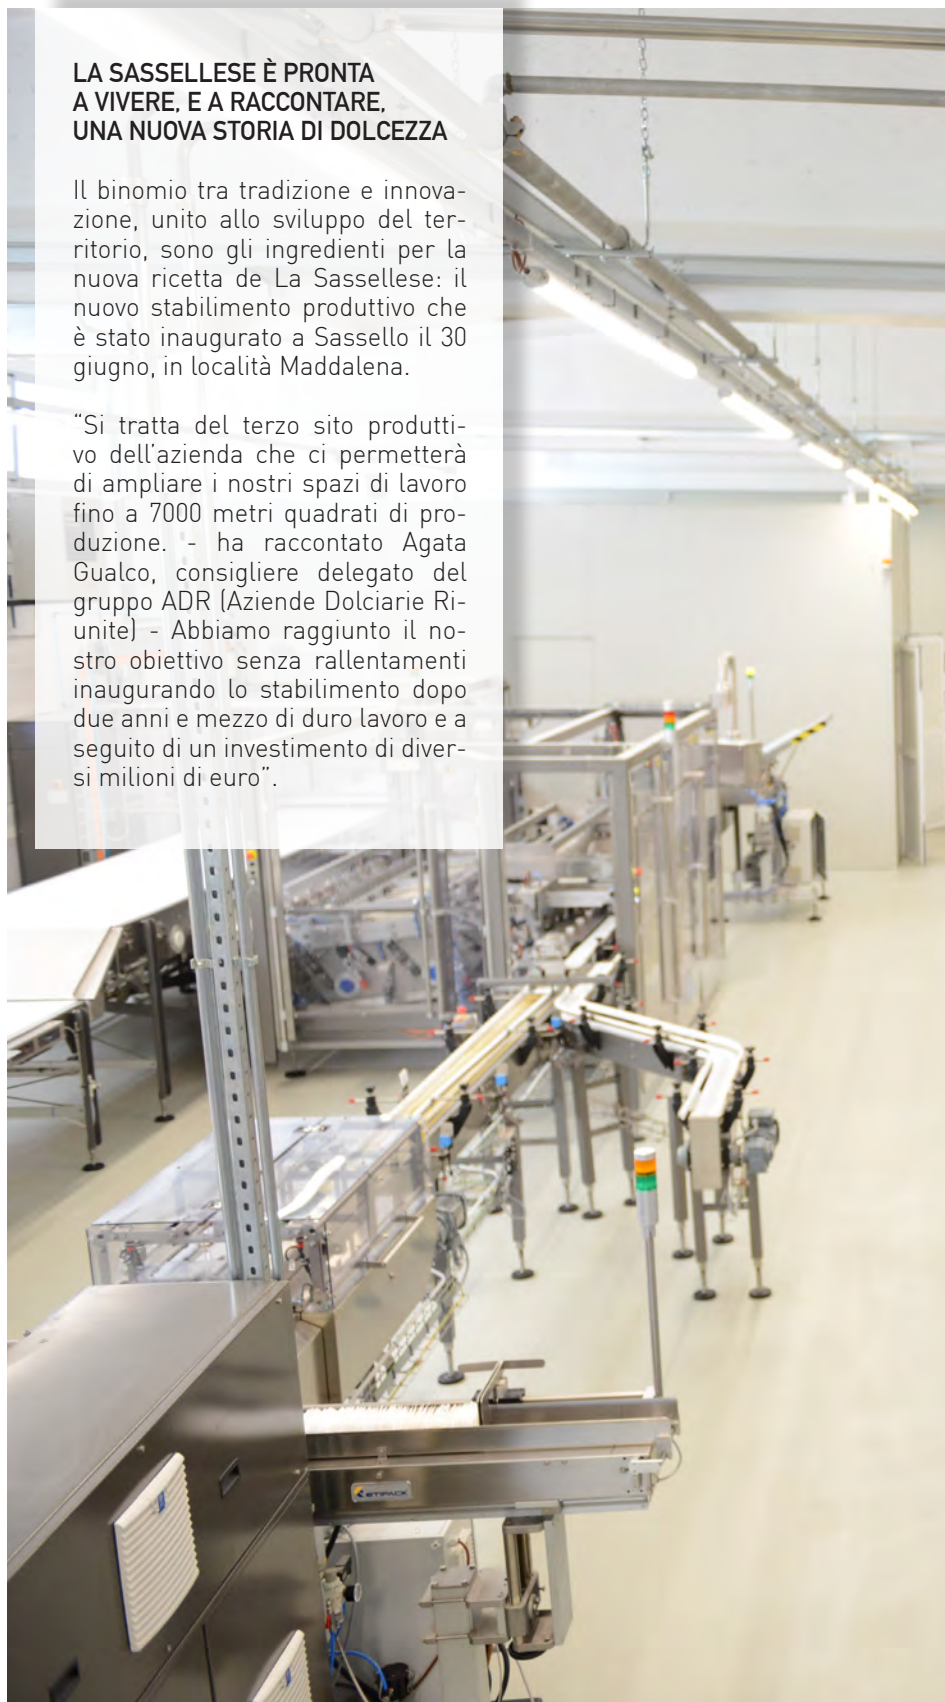 LA SASSELLESE È PRONTA
A VIVERE, E A RACCONTARE,
UNA NUOVA STORIA DI DOLCEZZA
Il binomio tra tradizione e innova-
zione, unito allo sviluppo del ter-
ritorio, sono gli ingredienti per la
nuova ricetta de La Sassellese: il
nuovo stabilimento produttivo che
è stato inaugurato a Sassello il 30
giugno, in località Maddalena.
“Si tratta del terzo sito produtti-
vo dell’azienda che ci permetterà
di ampliare i nostri spazi di lavoro
fino a 7000 metri quadrati di pro-
duzione. - ha raccontato Agata
Gualco, consigliere delegato del
gruppo ADR (Aziende Dolciarie Ri-
unite) - Abbiamo raggiunto il no-
stro obiettivo senza rallentamenti
inaugurando lo stabilimento dopo
due anni e mezzo di duro lavoro e a
seguito di un investimento di diver-
si milioni di euro”.
ETIPACK